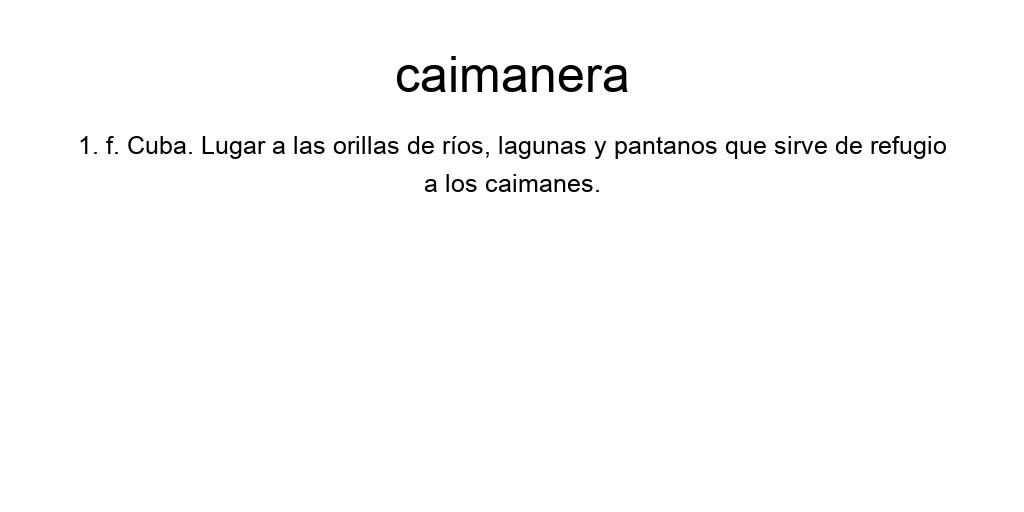 caimanera
1. f. Cuba. Lugar a las orillas de ríos, lagunas y pantanos que sirve de refugio
a los caimanes.